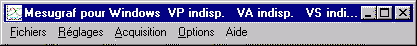 Mesugraf pour Windows VP indisp. VA indisp. VS indi...
Fichiers Réglages Acquisition Options Aide